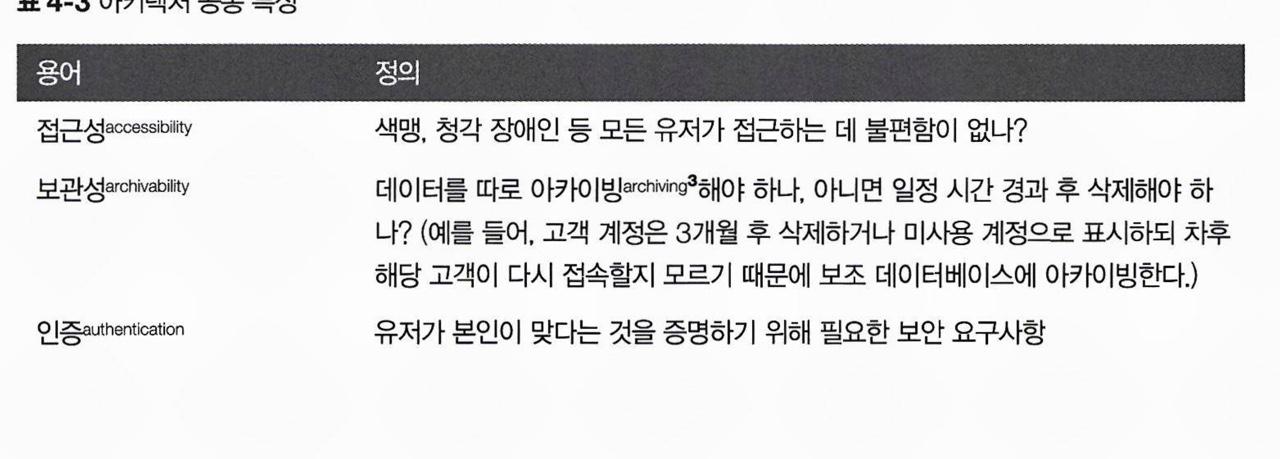 표 4-3 아키텍처 공통 특성
용어 정의
접근성accessibility 색맹, 청각 장애인 등 모든 유저가 접근하는 데 불편함이 없나?
보관성archivability 데이터를 따로 아카이빙archiving³해야 하나, 아니면 일정 시간 경과 후 삭제해야 하
나? (예를 들어, 고객 계정은 3개월 후 삭제하거나 미사용 계정으로 표시하되 차후
해당 고객이 다시 접속할지 모르기 때문에 보조 데이터베이스에 아카이빙한다.)
인증authentication 유저가 본인이 맞다는 것을 증명하기 위해 필요한 보안 요구사항